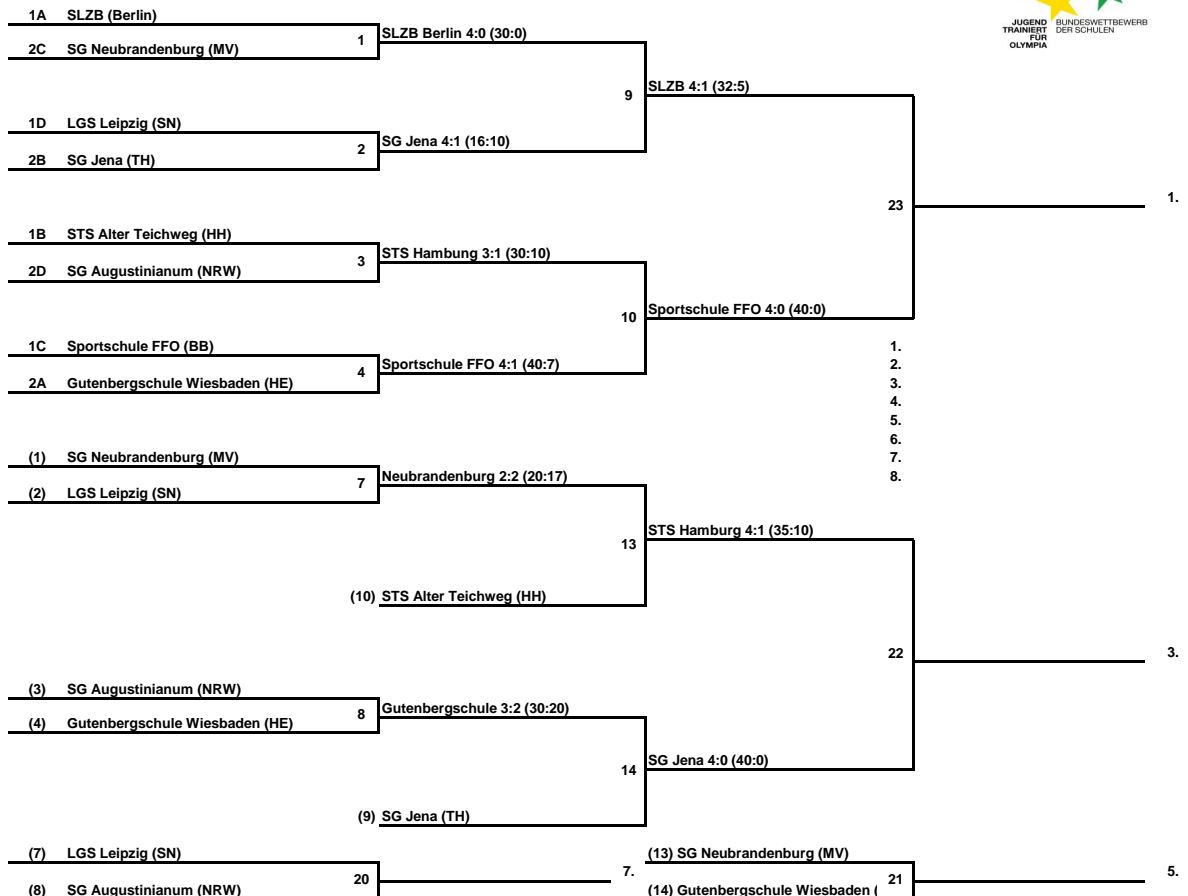 1A SLZB (Berlin)
JUGEND TRAINIERT FÜR OLYMPIA
BUNDESWETTBEWERB DER SCHULEN
1 SLZB Berlin 4:0 (30:0)
2C SG Neubrandenburg (MV)
9 SLZB 4:1 (32:5)
1D LGS Leipzig (SN)
2 SG Jena 4:1 (16:10)
2B SG Jena (TH)
23 1.
1B STS Alter Teichweg (HH)
3 STS Hambung 3:1 (30:10)
2D SG Augustinianum (NRW)
10 Sportschule FFO 4:0 (40:0)
1C Sportschule FFO (BB)
4 Sportschule FFO 4:1 (40:7)
2A Gutenbergschule Wiesbaden (HE)
1.
2.
3.
4.
5.
6.
7.
8.
(1) SG Neubrandenburg (MV)
7 Neubrandenburg 2:2 (20:17)
(2) LGS Leipzig (SN)
13 STS Hamburg 4:1 (35:10)
(10) STS Alter Teichweg (HH)
22 3.
(3) SG Augustinianum (NRW)
8 Gutenbergschule 3:2 (30:20)
(4) Gutenbergschule Wiesbaden (HE)
14 SG Jena 4:0 (40:0)
(9) SG Jena (TH)
(7) LGS Leipzig (SN)
20 7.
(8) SG Augustinianum (NRW)
(13) SG Neubrandenburg (MV)
21 5.
(14) Gutenbergschule Wiesbaden (